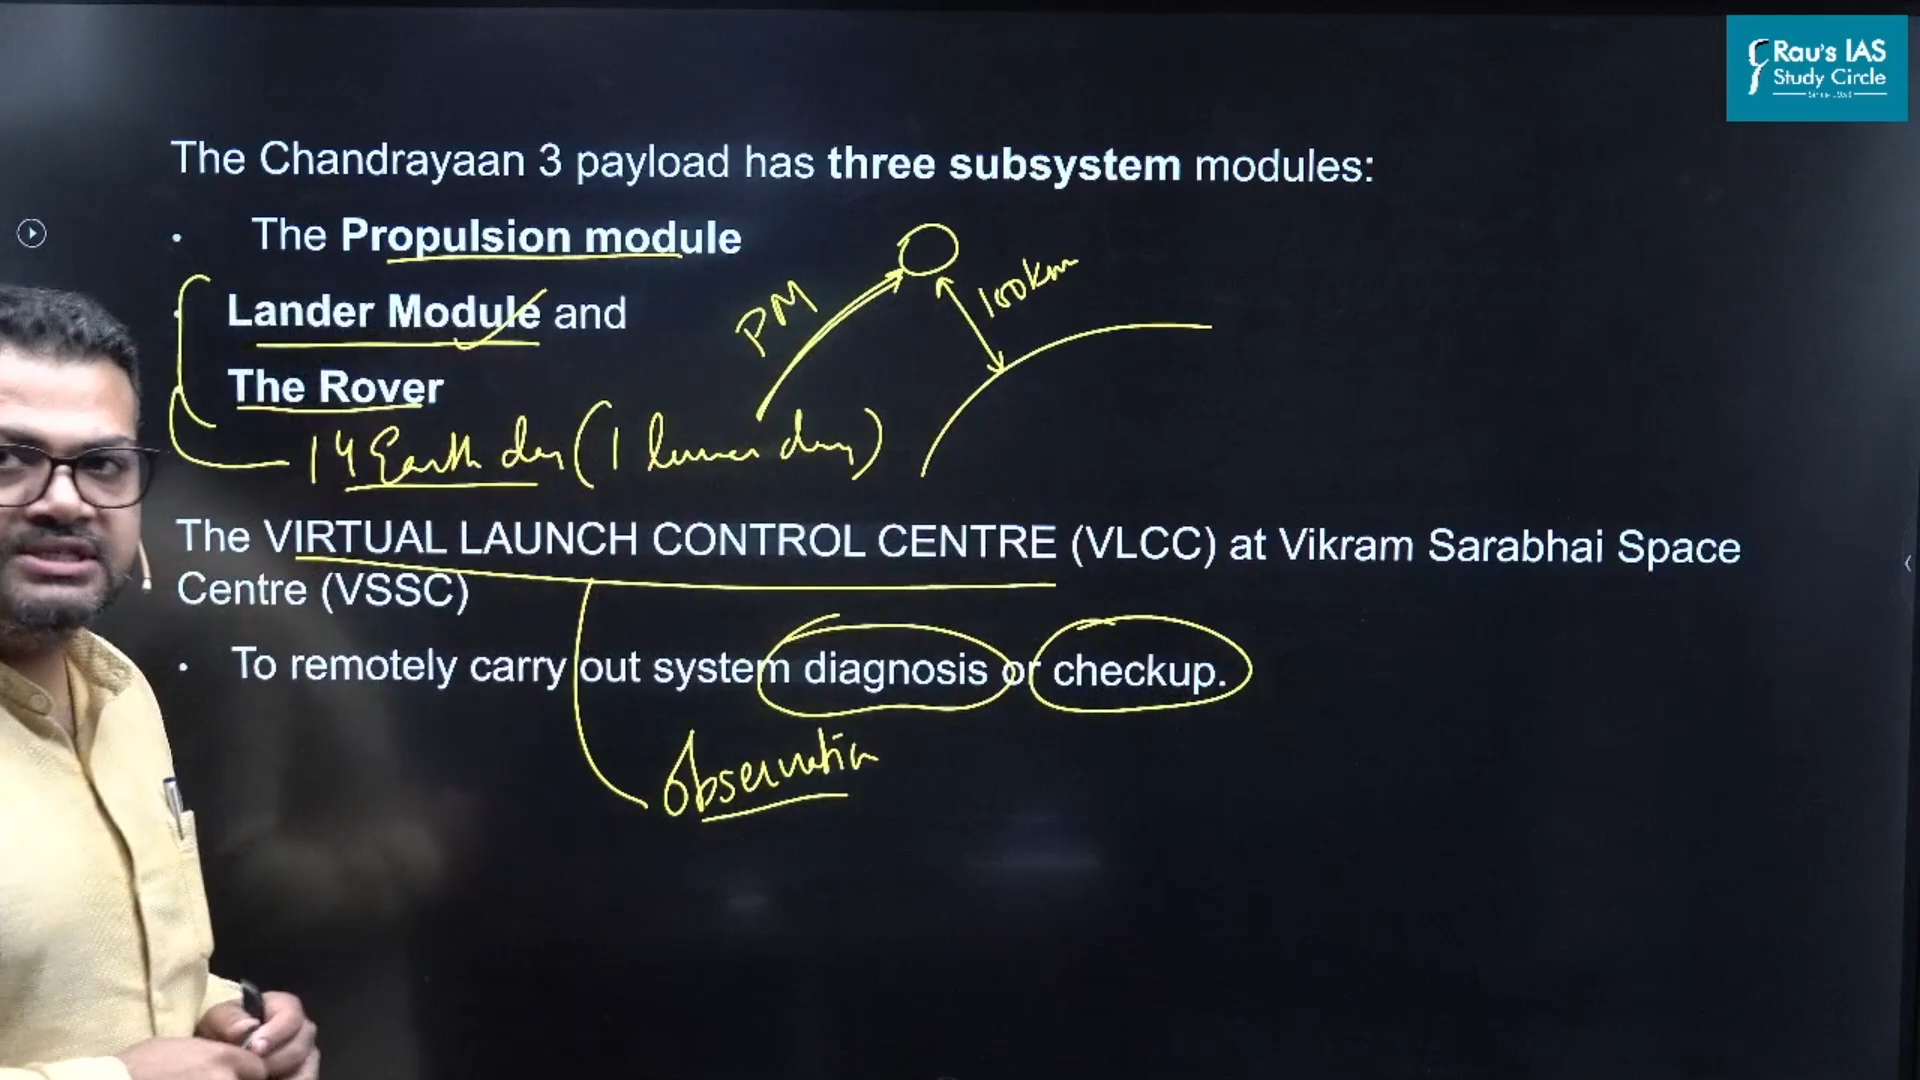 Rau's IAS
Study Circle
The Chandrayaan 3 payload has three subsystem modules:
• The Propulsion module
Lander Module and
The Rover
PM
100km
14 Earth day (1 lunar day)
The VIRTUAL LAUNCH CONTROL CENTRE (VLCC) at Vikram Sarabhai Space
Centre (VSSC)
• To remotely carry out system diagnosis or checkup.
Observation